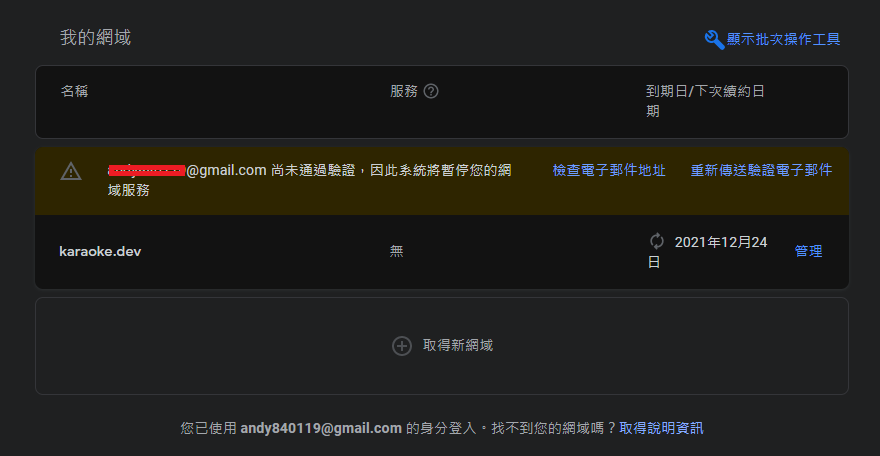 我的網域
顯示批次操作工具
名稱
服務
到期日/下次續約日
期
@gmail.com 尚未通過驗證，因此系統將暫停您的網
域服務
檢查電子郵件地址
重新傳送驗證電子郵件
karaoke.dev
無
2021年12月24
日
管理
取得新網域
您已使用 andy840119@gmail.com 的身分登入。找不到您的網域嗎？取得說明資訊